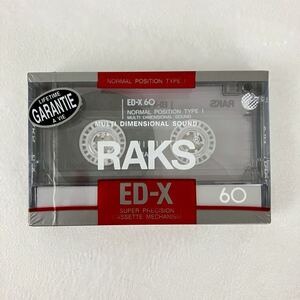 NORMAL POSITION TYPE I
LIFETIME
GARANTIE
A VIE
ED-X 60
NORMAL POSITION TYPE I
MULTI DIMENSIONAL SOUND
MULTI DIMENSIONAL SOUND
RAKS
RAKS
ED-X
60
SUPER PRECISION
CASSETTE MECHANISM